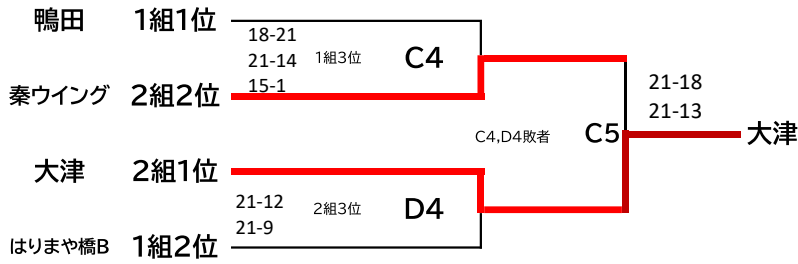 鴨田 1組1位
18-21
21-14
15-1
1組3位
C4
秦ウイング 2組2位
21-18
21-13
C4,D4敗者
C5
大津
大津 2組1位
21-12
21-9
2組3位
D4
はりまや橋B 1組2位